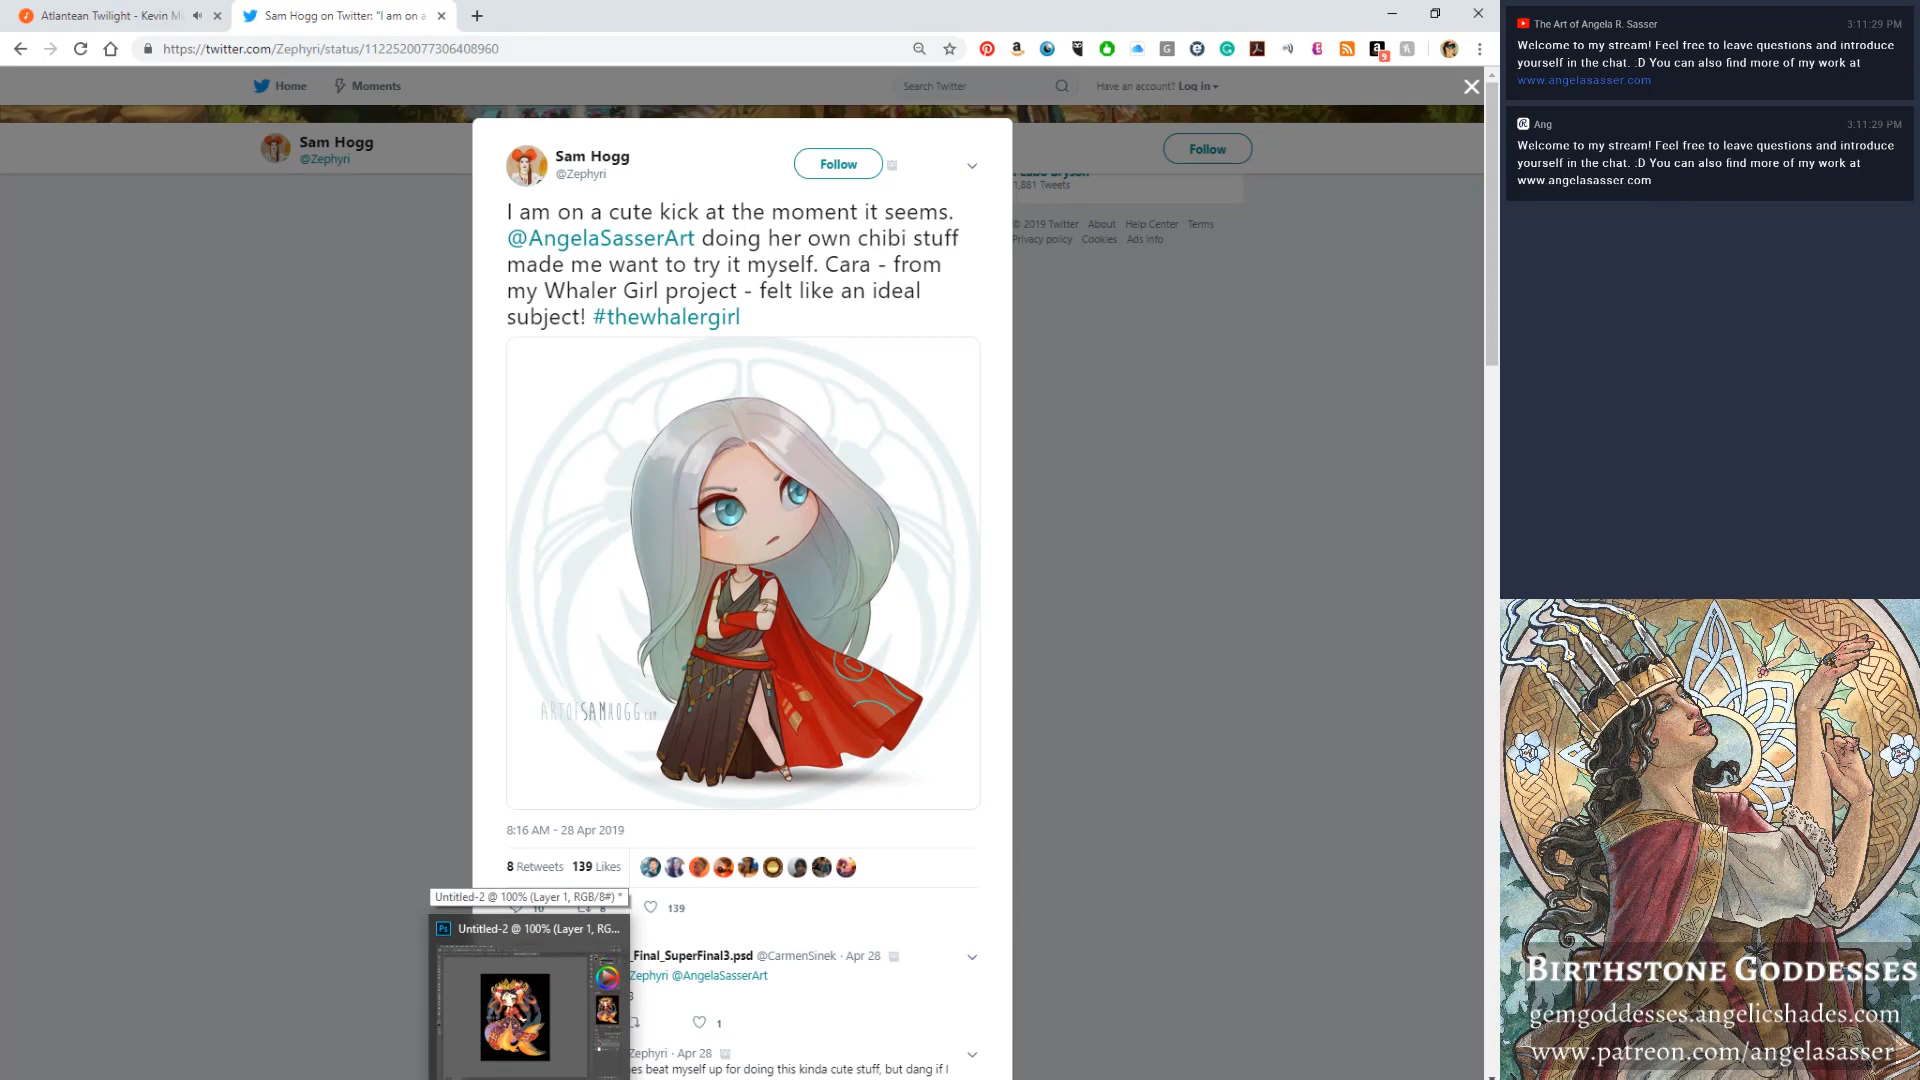 Atlantean Twilight - Kevin M
Sam Hogg on Twitter: "I am on a
https://twitter.com/Zephyri/status/1122520077306408960
Home
Moments
Search Twitter
Have an account? Log in
Sam Hogg
@Zephyri
Follow
Sam Hogg
@Zephyri
Follow
I am on a cute kick at the moment it seems.
@AngelaSasserArt doing her own chibi stuff
made me want to try it myself. Cara - from
my Whaler Girl project - felt like an ideal
subject! #thewhalergirl
ARTOFSAMHOGG.com
8:16 AM - 28 Apr 2019
8 Retweets 139 Likes
139
1,881 Tweets
© 2019 Twitter About Help Center Terms
Privacy policy Cookies Ads info
Untitled-2 @ 100% (Layer 1, RGB/8#) *
Ps Untitled-2 @ 100% (Layer 1, RG...
_Final_SuperFinal3.psd @CarmenSinek · Apr 28
Zephyri @AngelaSasserArt
1
Zephyri · Apr 28
es beat myself up for doing this kinda cute stuff, but dang if I
The Art of Angela R. Sasser 3:11:29 PM
Welcome to my stream! Feel free to leave questions and introduce
yourself in the chat. :D You can also find more of my work at
www.angelasasser.com
Ang 3:11:29 PM
Welcome to my stream! Feel free to leave questions and introduce
yourself in the chat. :D You can also find more of my work at
www.angelasasser.com
Birthstone Goddesses
gemgoddesses.angelicshades.com
www.patreon.com/angelasasser